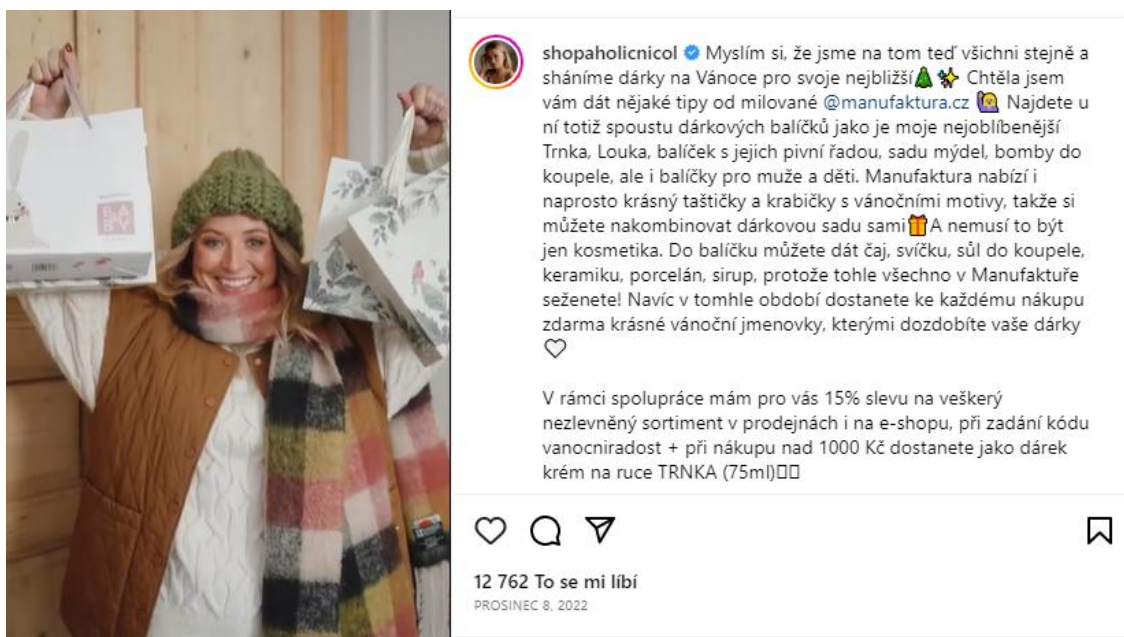 shopaholicnicol Myslím si, že jsme na tom teď všichni stejně a
sháníme dárky na Vánoce pro svoje nejbližší🎄✨ Chtěla jsem
vám dát nějaké tipy od milované @manufaktura.cz 🙋 Najdete u
ní totiž spoustu dárkových balíčků jako je moje nejoblíbenější
Trnka, Louka, balíček s jejich pivní řadou, sadu mýdel, bomby do
koupele, ale i balíčky pro muže a děti. Manufaktura nabízí i
naprosto krásný taštičky a krabičky s vánočními motivy, takže si
můžete nakombinovat dárkovou sadu sami🎁A nemusí to být
jen kosmetika. Do balíčku můžete dát čaj, svíčku, sůl do koupele,
keramiku, porcelán, sirup, protože tohle všechno v Manufaktuře
seženete! Navíc v tomhle období dostanete ke každému nákupu
zdarma krásné vánoční jmenovky, kterými dozdobíte vaše dárky
♡
V rámci spolupráce mám pro vás 15% slevu na veškerý
nezlevněný sortiment v prodejnách i na e-shopu, při zadání kódu
vanocniradost + při nákupu nad 1000 Kč dostanete jako dárek
krém na ruce TRNKA (75ml)▯▯
12 762 To se mi líbí
PROSINEC 8, 2022